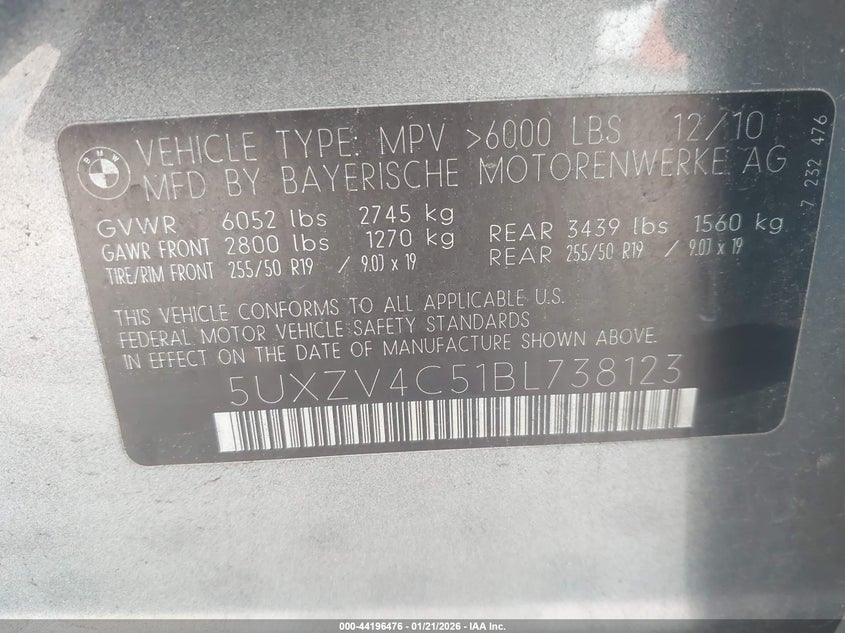 BMW
VEHICLE TYPE: MPV >6000 LBS 12/10
MFD BY BAYERISCHE MOTORENWERKE AG
GVWR 6052 lbs 2745 kg
GAWR FRONT 2800 lbs 1270 kg REAR 3439 lbs 1560 kg
TIRE/RIM FRONT 255/50 R19 / 9.0J x 19 REAR 255/50 R19 / 9.0J x 19
THIS VEHICLE CONFORMS TO ALL APPLICABLE U.S.
FEDERAL MOTOR VEHICLE SAFETY STANDARDS
IN EFFECT ON THE DATE OF MANUFACTURE SHOWN ABOVE.
5UXZV4C51BL738123
7 232 476
000-44196476 | 01/21/2026 | IAA Inc.